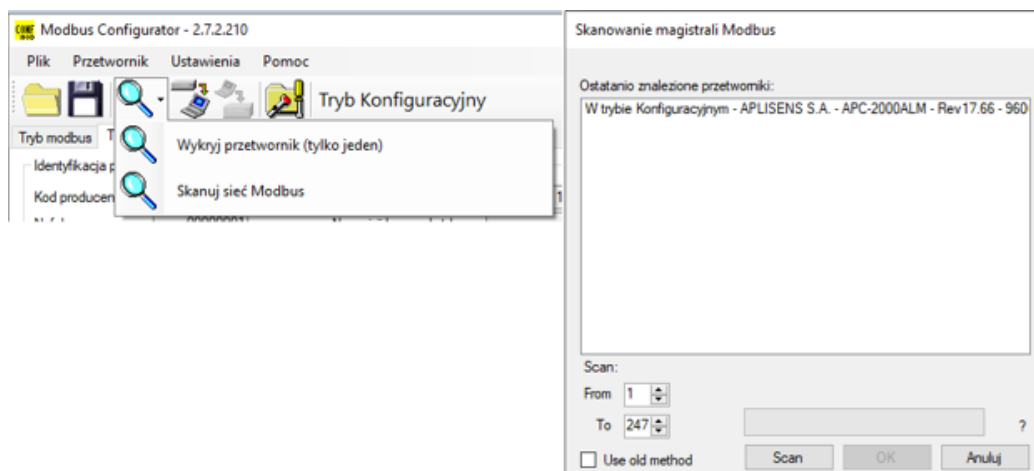 Modbus Configurator - 2.7.2.210
Plik Przetwornik Ustawienia Pomoc
Tryb Konfiguracyjny
Tryb modbus T
Identyfikacja p
Kod producen
Wykryj przetwornik (tylko jeden)
Skanuj sieć Modbus
1
Skanowanie magistrali Modbus
Ostatanio znalezione przetworniki:
W trybie Konfiguracyjnym - APLISENS S.A. - APC-2000ALM - Rev17.66 - 960
Scan:
From 1
To 247
?
Use old method Scan OK Anuluj